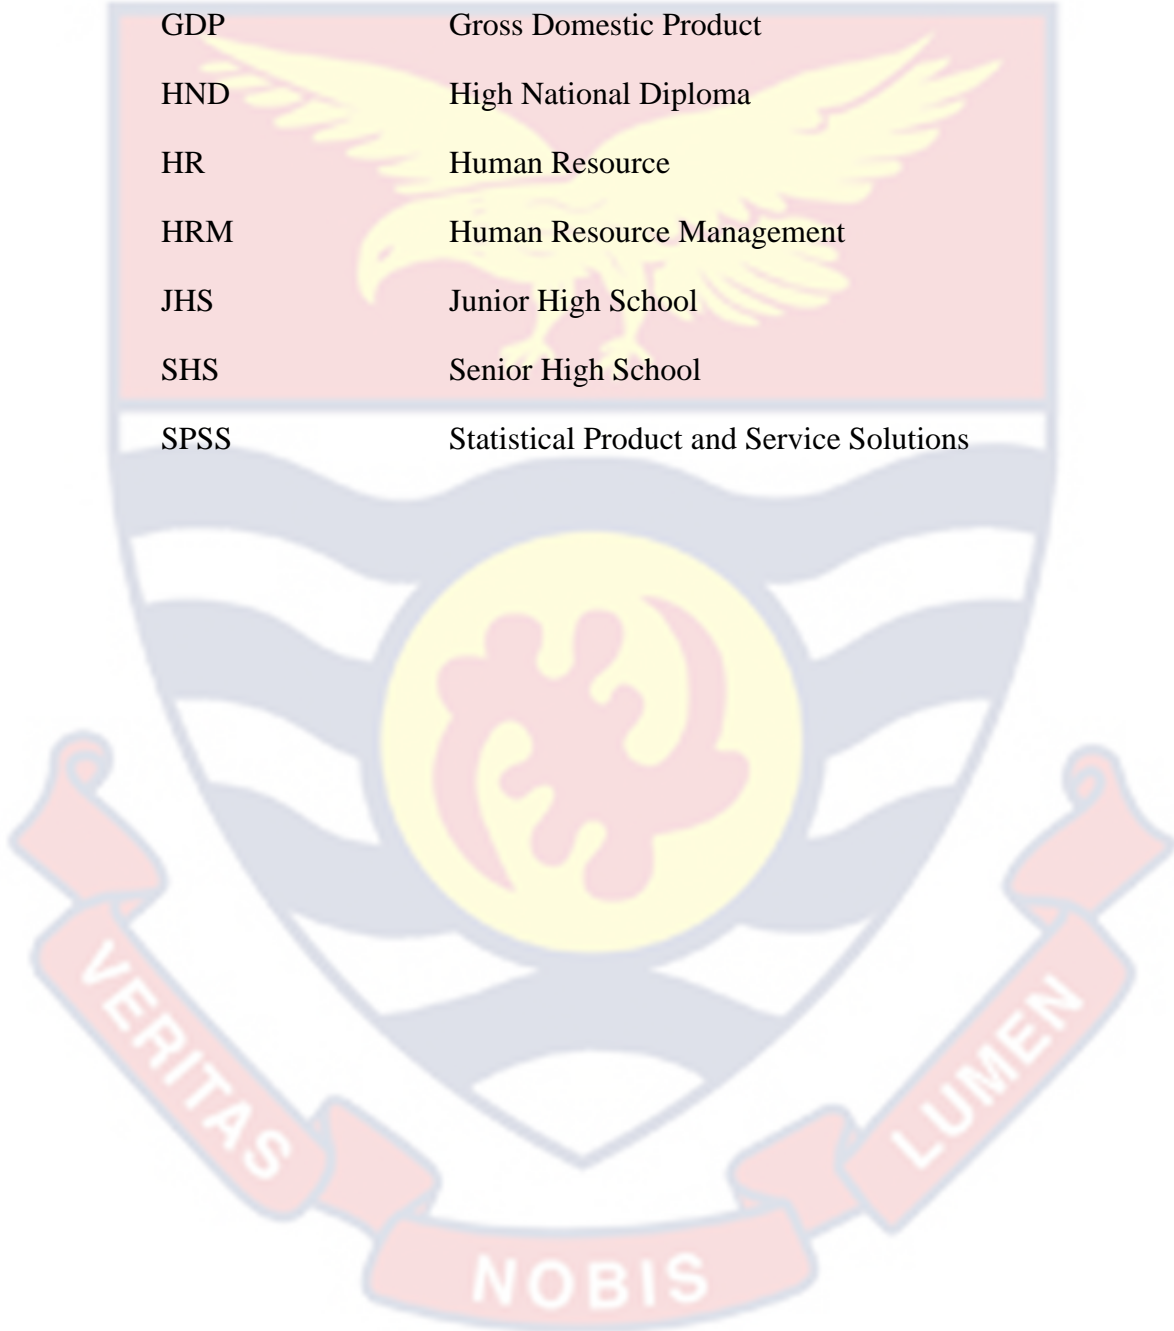 GDP Gross Domestic Product
HND High National Diploma
HR Human Resource
HRM Human Resource Management
JHS Junior High School
SHS Senior High School
SPSS Statistical Product and Service Solutions
VERITAS
NOBIS
LUMEN